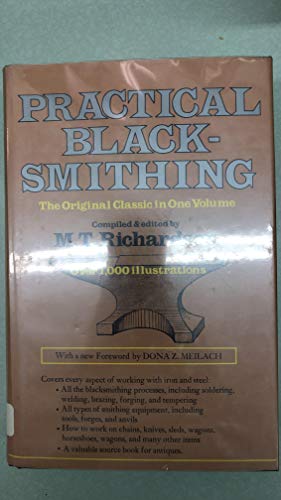 PRACTICAL
BLACK-
SMITHING
The Original Classic in One Volume
Compiled & edited by
M.T. Richardson
1,000 illustrations
With a new Foreword by DONA Z. MEILACH
Covers every aspect of working with iron and steel:
• All the blacksmithing processes, including soldering,
welding, brazing, forging, and tempering
• All types of smithing equipment, including
tools, forges, and anvils
• How to work on chains, knives, sleds, wagons,
horseshoes, wagons, and many other items
• A valuable source book for antiques.